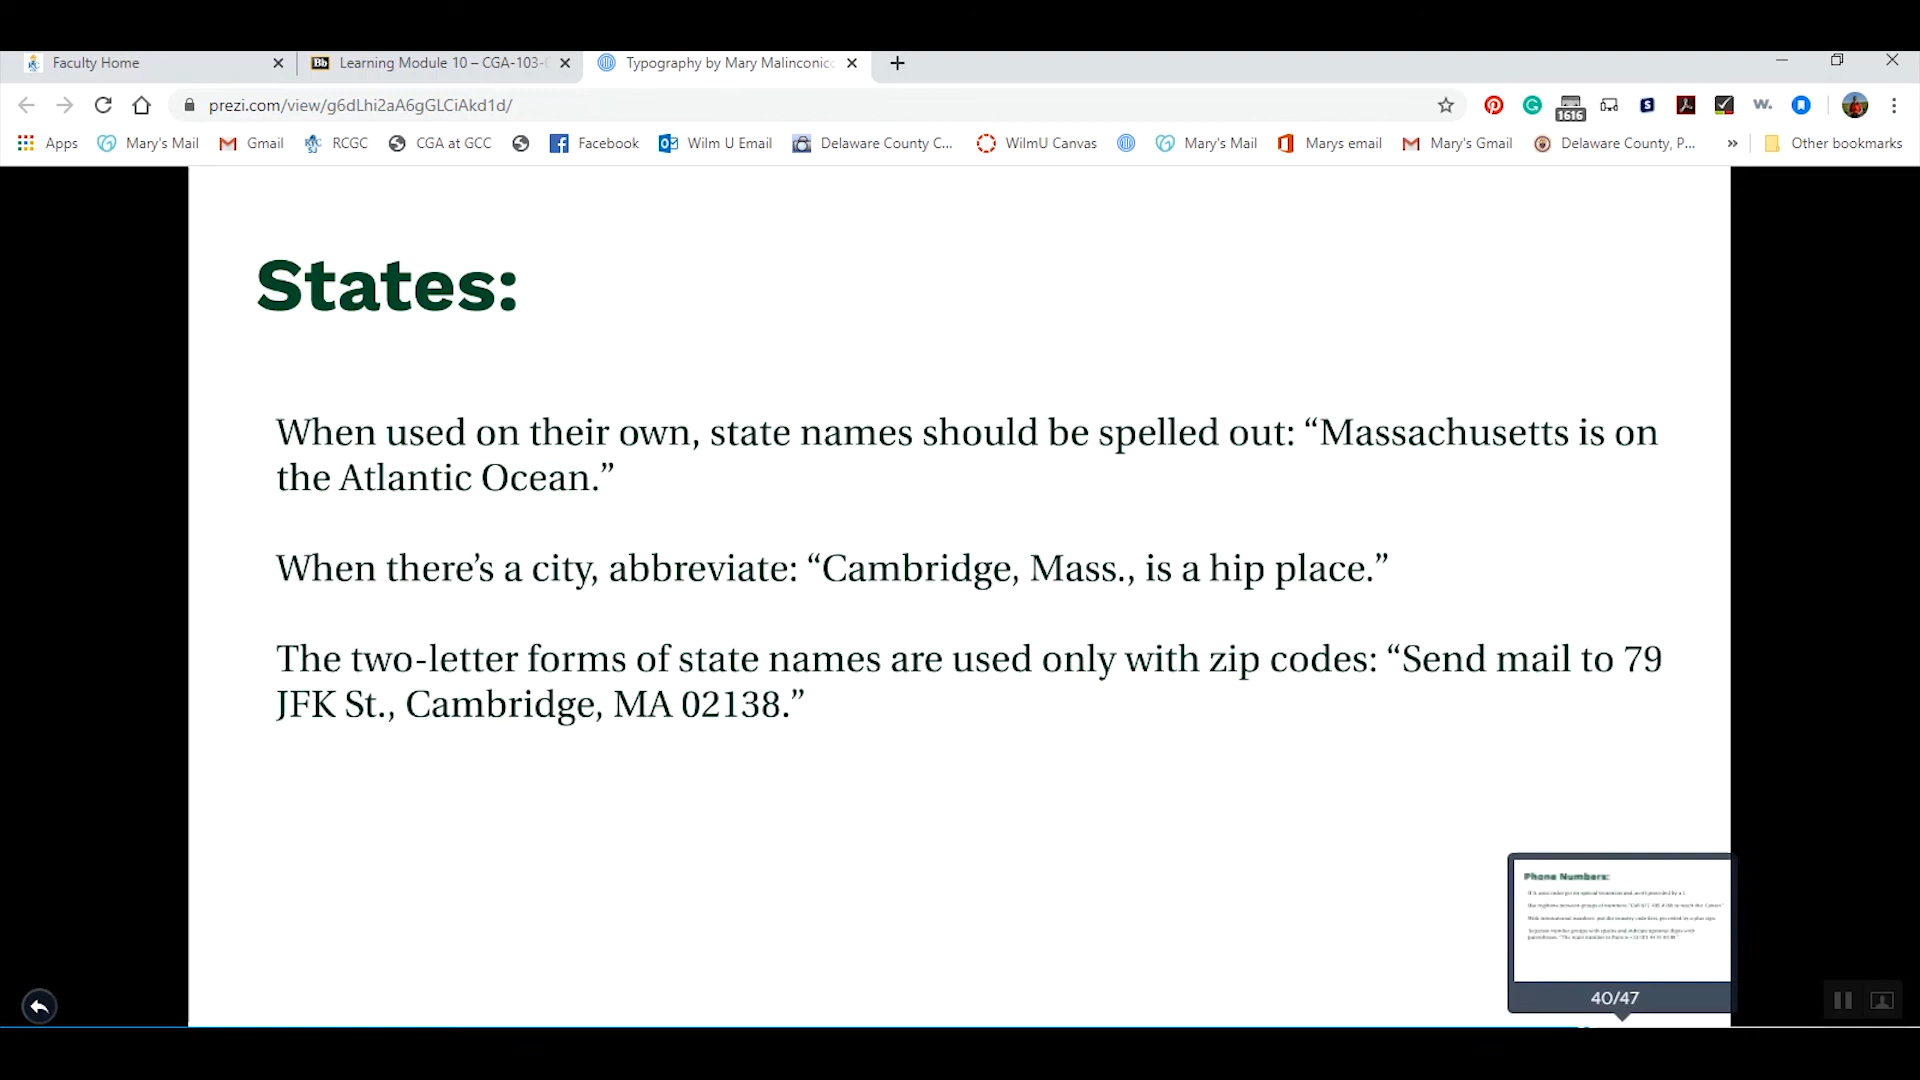 Faculty Home
Learning Module 10 – CGA-103-
Typography by Mary Malinconico
prezi.com/view/g6dLhi2aA6gGLCiAkd1d/
1616
Apps Mary's Mail Gmail RCGC CGA at GCC Facebook Wilm U Email Delaware County C... WilmU Canvas Mary's Mail Marys email Mary's Gmail Delaware County, P... » Other bookmarks
States:
When used on their own, state names should be spelled out: “Massachusetts is on
the Atlantic Ocean.”
When there’s a city, abbreviate: “Cambridge, Mass., is a hip place.”
The two-letter forms of state names are used only with zip codes: “Send mail to 79
JFK St., Cambridge, MA 02138.”
Phone Numbers:
40/47